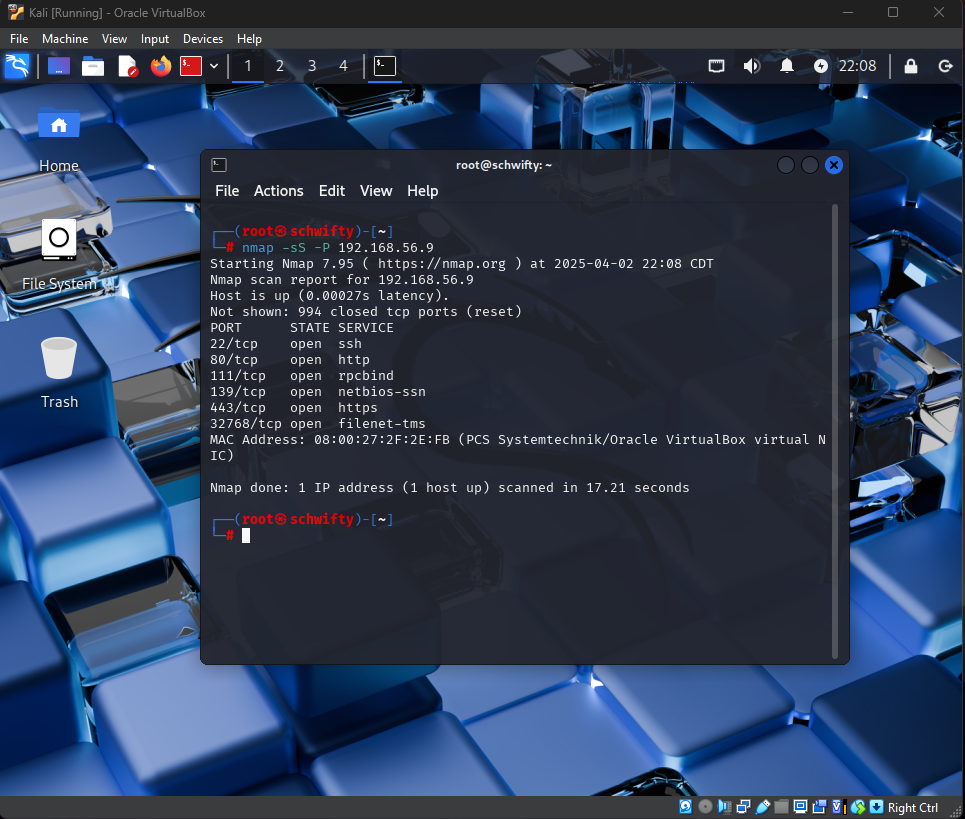 Kali [Running] - Oracle VirtualBox
File Machine View Input Devices Help
1 2 3 4 22:08
Home
File System
Trash
root@schwifty: ~
File Actions Edit View Help
┌──(root㉿schwifty)-[~]
└─# nmap -sS -P 192.168.56.9
Starting Nmap 7.95 ( https://nmap.org ) at 2025-04-02 22:08 CDT
Nmap scan report for 192.168.56.9
Host is up (0.00027s latency).
Not shown: 994 closed tcp ports (reset)
PORT      STATE SERVICE
22/tcp    open  ssh
80/tcp    open  http
111/tcp   open  rpcbind
139/tcp   open  netbios-ssn
443/tcp   open  https
32768/tcp open  filenet-tms
MAC Address: 08:00:27:2F:2E:FB (PCS Systemtechnik/Oracle VirtualBox virtual N
IC)
Nmap done: 1 IP address (1 host up) scanned in 17.21 seconds
┌──(root㉿schwifty)-[~]
└─#
Right Ctrl